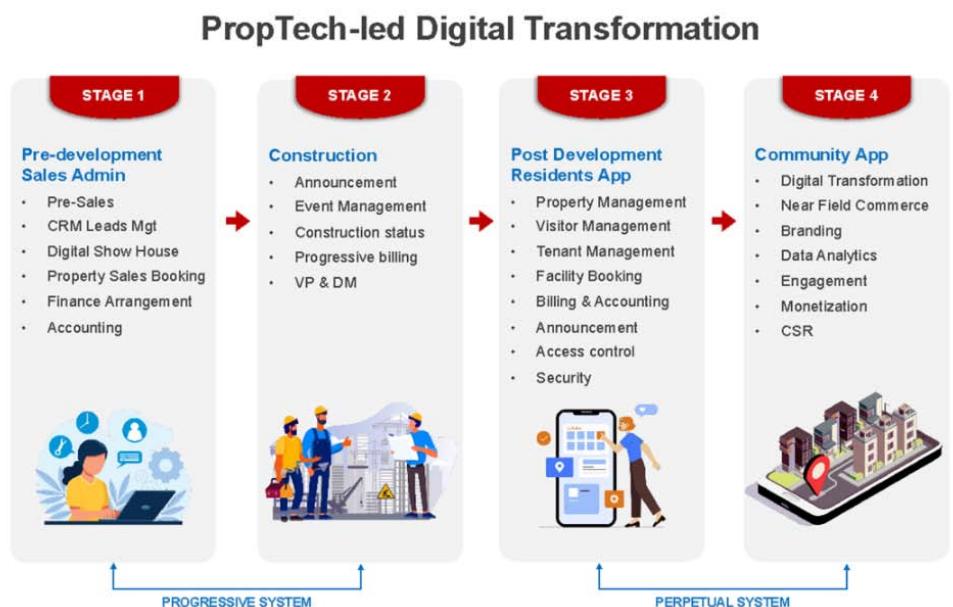 PropTech-led Digital Transformation
STAGE 1
Pre-development
Sales Admin
• Pre-Sales
• CRM Leads Mgt
• Digital Show House
• Property Sales Booking
• Finance Arrangement
• Accounting
STAGE 2
Construction
• Announcement
• Event Management
• Construction status
• Progressive billing
• VP & DM
STAGE 3
Post Development
Residents App
• Property Management
• Visitor Management
• Tenant Management
• Facility Booking
• Billing & Accounting
• Announcement
• Access control
• Security
STAGE 4
Community App
• Digital Transformation
• Near Field Commerce
• Branding
• Data Analytics
• Engagement
• Monetization
• CSR
PROGRESSIVE SYSTEM
PERPETUAL SYSTEM